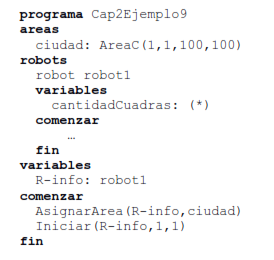 programa Cap2Ejemplo9
areas
ciudad: AreaC(1,1,100,100)
robots
robot robot1
variables
cantidadCuadras: (*)
comenzar
…
fin
variables
R-info: robot1
comenzar
AsignarArea(R-info,ciudad)
Iniciar(R-info,1,1)
fin